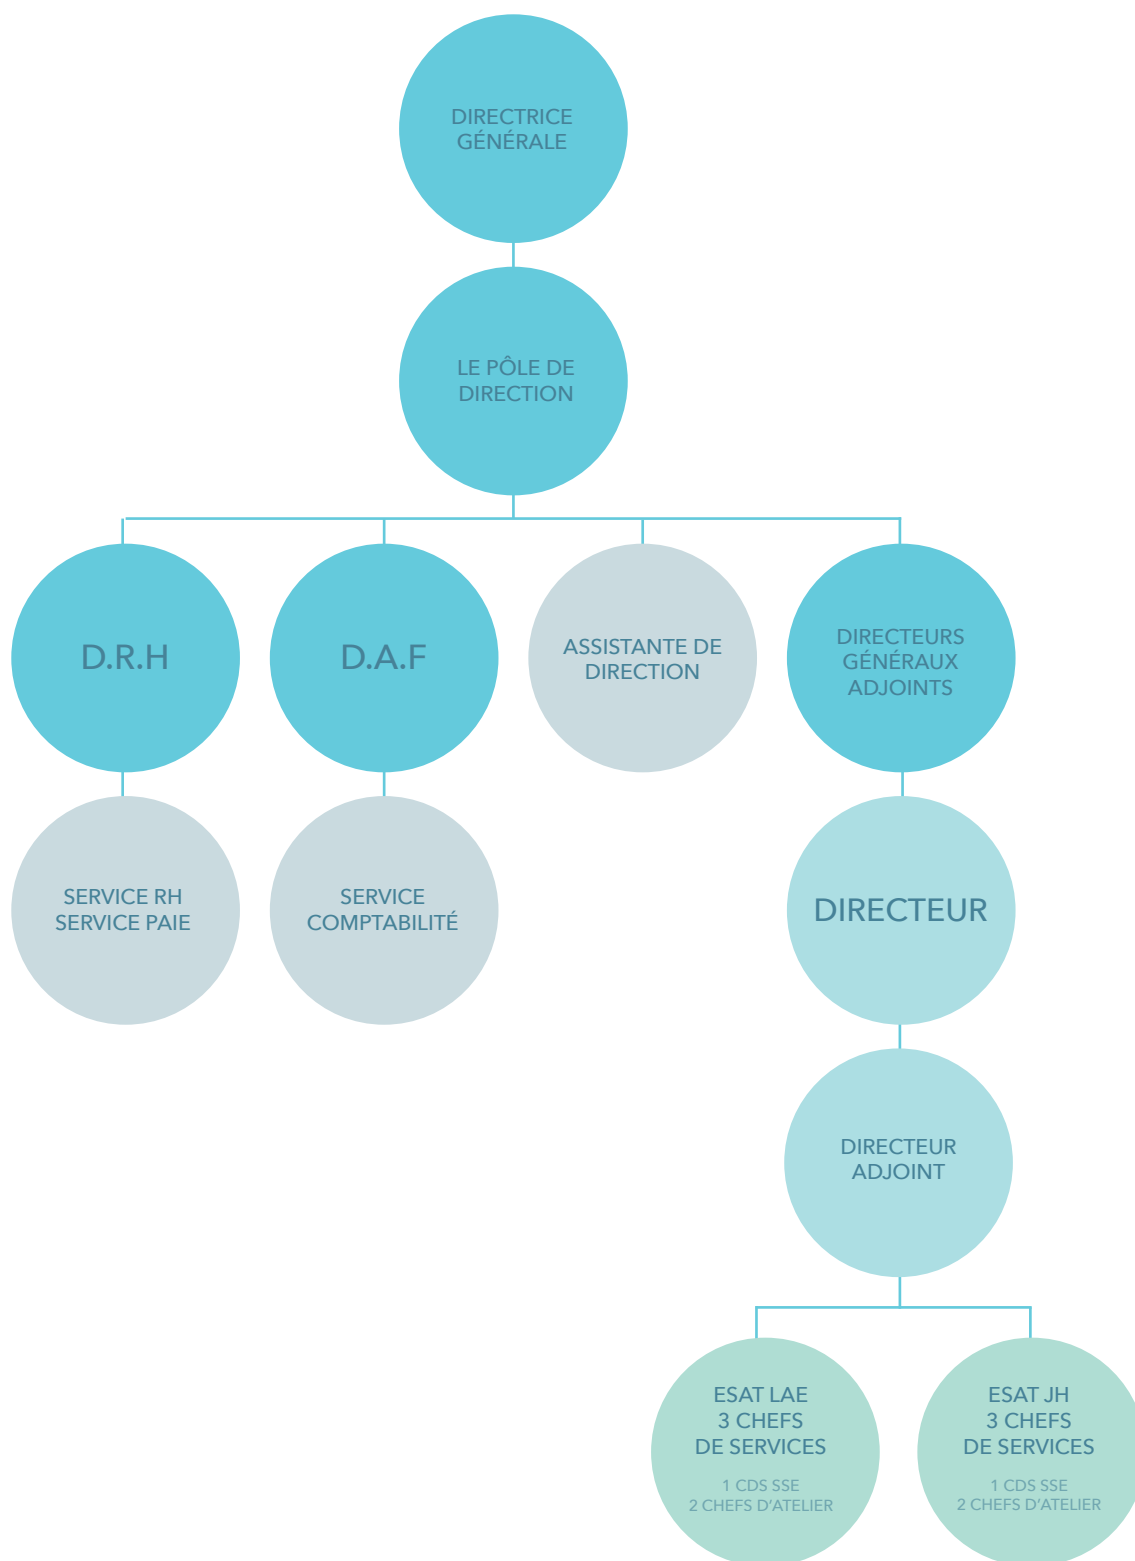 DIRECTRICE
GÉNÉRALE
LE PÔLE DE
DIRECTION
D.R.H
D.A.F
ASSISTANTE DE
DIRECTION
DIRECTEURS
GÉNÉRAUX
ADJOINTS
SERVICE RH
SERVICE PAIE
SERVICE
COMPTABILITÉ
DIRECTEUR
DIRECTEUR
ADJOINT
ESAT LAE
3 CHEFS
DE SERVICES
1 CDS SSE
2 CHEFS D'ATELIER
ESAT JH
3 CHEFS
DE SERVICES
1 CDS SSE
2 CHEFS D'ATELIER